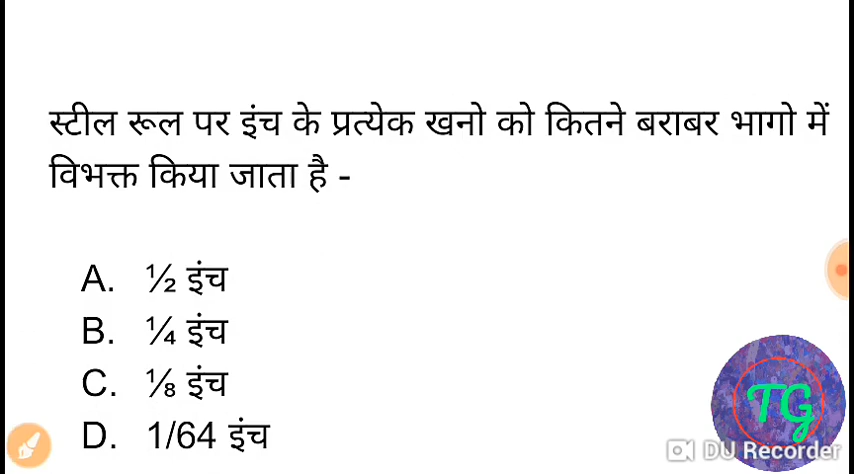 स्टील रूल पर इंच के प्रत्येक खनो को कितने बराबर भागो में
विभक्त किया जाता है -
A. ½ इंच
B. ¼ इंच
C. ⅛ इंच
D. 1/64 इंच
TG
DU Recorder